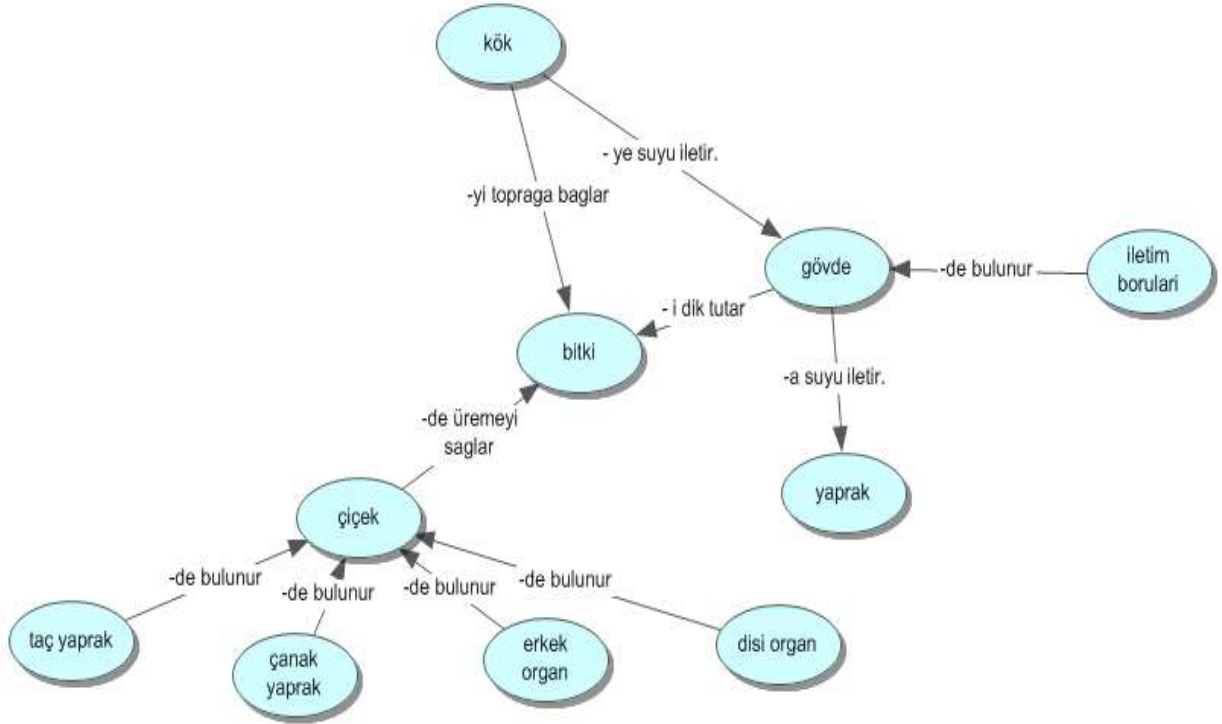 kök
- ye suyu iletir.
-yi topraga baglar
gövde
-de bulunur
iletim
borulari
- i dik tutar
bitki
-a suyu iletir.
-de üremeyi
saglar
yaprak
çiçek
-de bulunur
-de bulunur
-de bulunur
-de bulunur
taç yaprak
çanak
yaprak
erkek
organ
disi organ